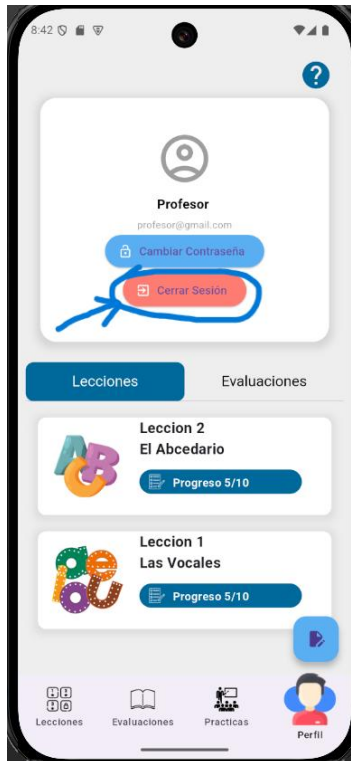 8:42
?
Profesor
profesor@gmail.com
Cambiar Contraseña
Cerrar Sesión
Lecciones Evaluaciones
Leccion 2
El Abcedario
ABC
Progreso 5/10
Leccion 1
Las Vocales
a e i o u
Progreso 5/10
Lecciones Evaluaciones Practicas Perfil